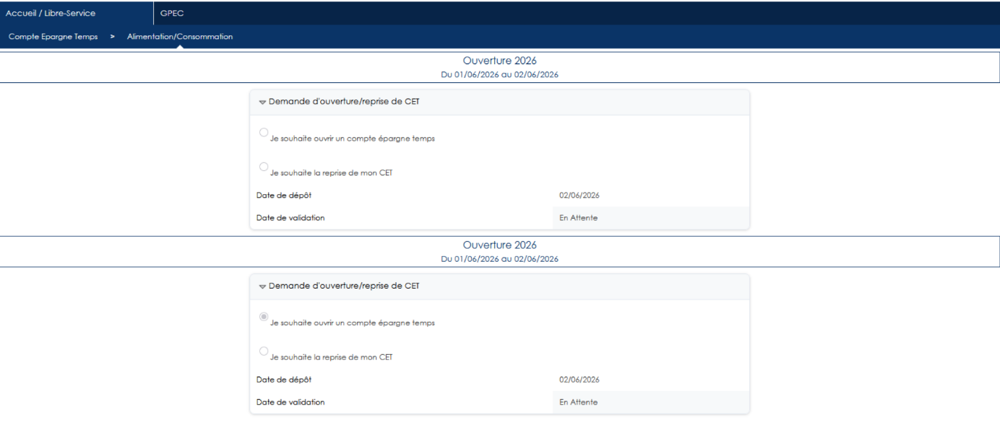 Accueil / Libre-Service GPEC
Compte Epargne Temps > Alimentation/Consommation
Ouverture 2026
Du 01/06/2026 au 02/06/2026
Demande d'ouverture/reprise de CET
Je souhaite ouvrir un compte épargne temps
Je souhaite la reprise de mon CET
Date de dépôt 02/06/2026
Date de validation En Attente
Ouverture 2026
Du 01/06/2026 au 02/06/2026
Demande d'ouverture/reprise de CET
Je souhaite ouvrir un compte épargne temps
Je souhaite la reprise de mon CET
Date de dépôt 02/06/2026
Date de validation En Attente